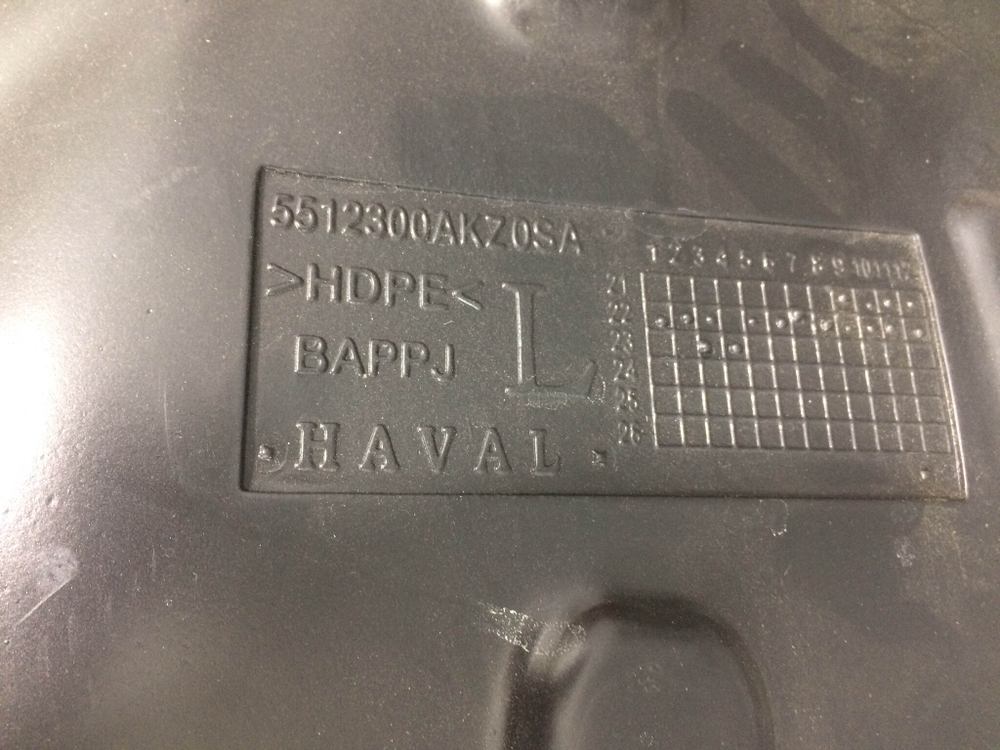 5512300AKZ0SA
>HDPE<
L
BAPPJ
HAVAL
1 2 3 4 5 6 7 8 9 10 11 12
21
22
23
24
25
26